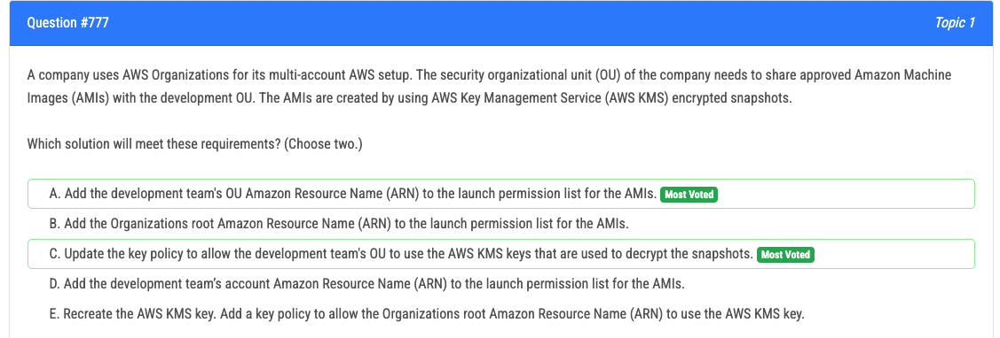 Question #777
Topic 1
A company uses AWS Organizations for its multi-account AWS setup. The security organizational unit (OU) of the company needs to share approved Amazon Machine
Images (AMIs) with the development OU. The AMIs are created by using AWS Key Management Service (AWS KMS) encrypted snapshots.
Which solution will meet these requirements? (Choose two.)
A. Add the development team's OU Amazon Resource Name (ARN) to the launch permission list for the AMIs. Most Voted
B. Add the Organizations root Amazon Resource Name (ARN) to the launch permission list for the AMIs.
C. Update the key policy to allow the development team's OU to use the AWS KMS keys that are used to decrypt the snapshots. Most Voted
D. Add the development team’s account Amazon Resource Name (ARN) to the launch permission list for the AMIs.
E. Recreate the AWS KMS key. Add a key policy to allow the Organizations root Amazon Resource Name (ARN) to use the AWS KMS key.